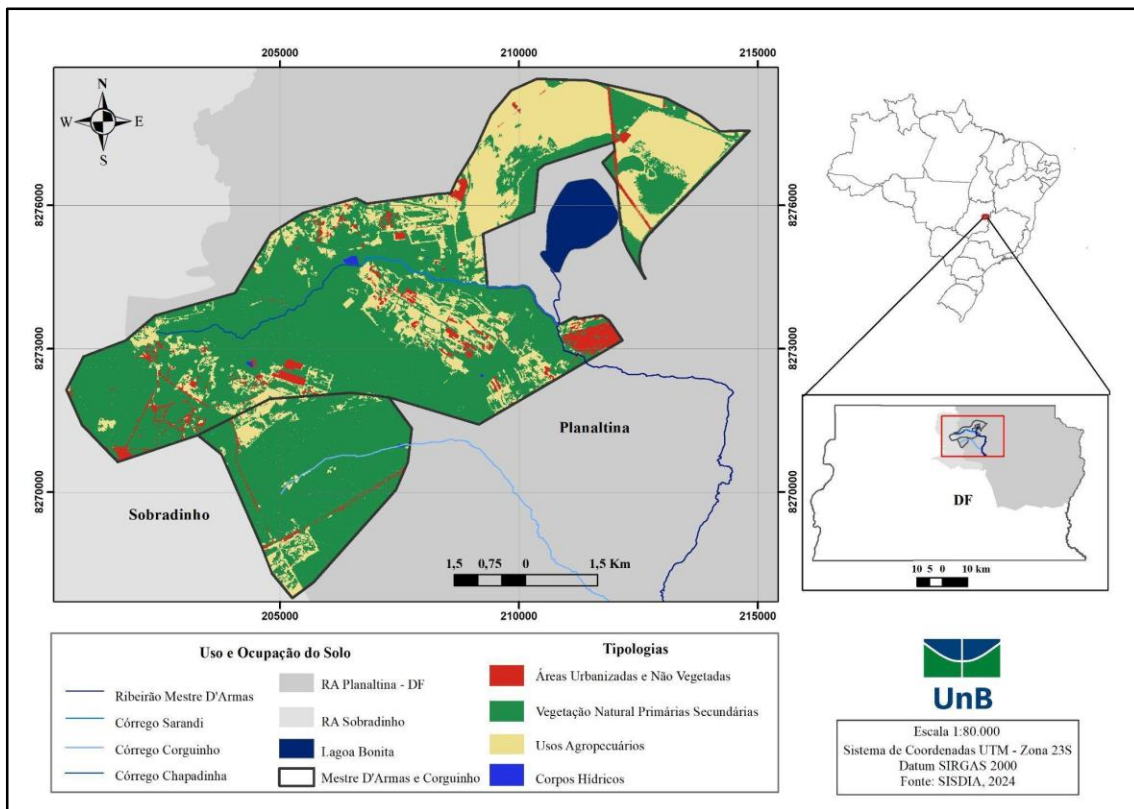 205000
210000
215000
N
W
E
S
8276000
8276000
8273000
8273000
8270000
8270000
Planaltina
Sobradinho
1,5 0,75 0 1,5 Km
205000
210000
215000
DF
10 5 0 10 km
Uso e Ocupação do Solo
Ribeirão Mestre D'Armas
Córrego Sarandi
Córrego Corguinho
Córrego Chapadinha
RA Planaltina - DF
RA Sobradinho
Lagoa Bonita
Mestre D'Armas e Corguinho
Tipologias
Áreas Urbanizadas e Não Vegetadas
Vegetação Natural Primárias Secundárias
Usos Agropecuários
Corpos Hídricos
UnB
Escala 1:80.000
Sistema de Coordenadas UTM - Zona 23S
Datum SIRGAS 2000
Fonte: SISDIA, 2024